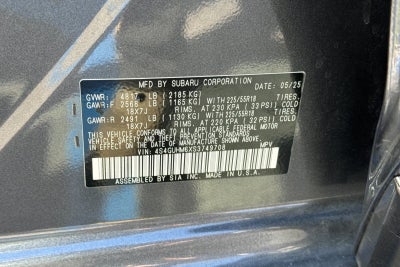 MFD BY SUBARU CORPORATION DATE: 05/25
GVWR: 4817 LB (2185 KG) TIRES
GAWR: F 2568 LB (1165 KG) WITH 225/55R18
18X7J RIMS, AT 230 KPA (33 PSI) COLD
GAWR: R 2491 LB (1130 KG) WITH 225/55R18 TIRES
18X7J RIMS, AT 220 KPA (32 PSI) COLD
THIS VEHICLE CONFORMS TO ALL APPLICABLE FEDERAL MOTOR
VEHICLE SAFETY AND BUMPER STANDARDS IN
EFFECT ON THE DATE OF MANUFACTURE SHOWN ABOVE.
VIN: 4S4GUHM6XS3749708 MPV
ASSEMBLED BY SIA, INC. MADE IN U.S.A.